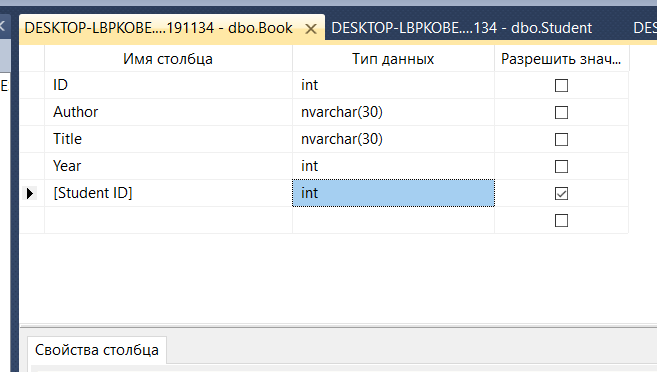 DESKTOP-LBPKOBE....191134 - dbo.Book DESKTOP-LBPKOBE....134 - dbo.Student DES
Имя столбца Тип данных Разрешить знач...
ID int
Author nvarchar(30)
Title nvarchar(30)
Year int
[Student ID] int
Свойства столбца